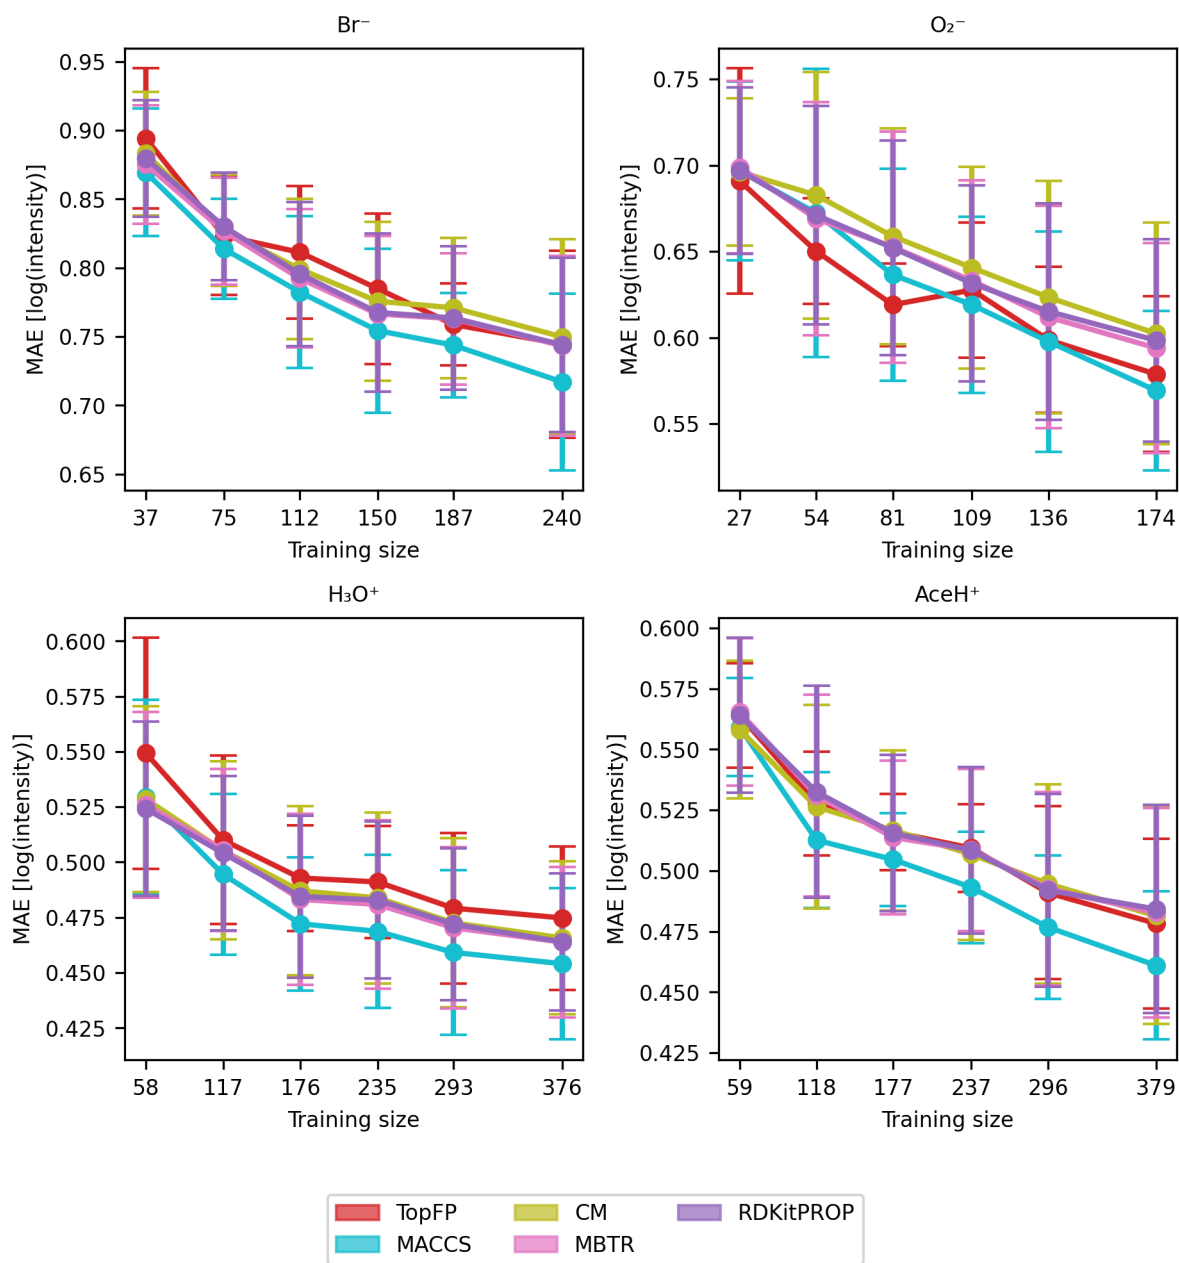 Br⁻
MAE [log(intensity)]
0.95
0.90
0.85
0.80
0.75
0.70
0.65
37 75 112 150 187 240
Training size
O₂⁻
MAE [log(intensity)]
0.75
0.70
0.65
0.60
0.55
27 54 81 109 136 174
Training size
H₃O⁺
MAE [log(intensity)]
0.600
0.575
0.550
0.525
0.500
0.475
0.450
0.425
58 117 176 235 293 376
Training size
AceH⁺
MAE [log(intensity)]
0.600
0.575
0.550
0.525
0.500
0.475
0.450
0.425
59 118 177 237 296 379
Training size
TopFP CM RDKitPROP
MACCS MBTR